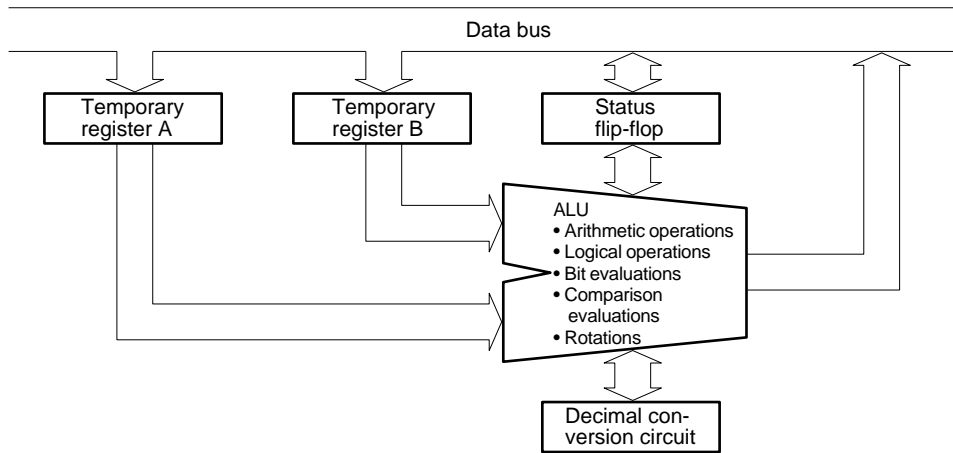 Data bus
Temporary
register A
Temporary
register B
Status
flip-flop
ALU
• Arithmetic operations
• Logical operations
• Bit evaluations
• Comparison
evaluations
• Rotations
Decimal con-
version circuit